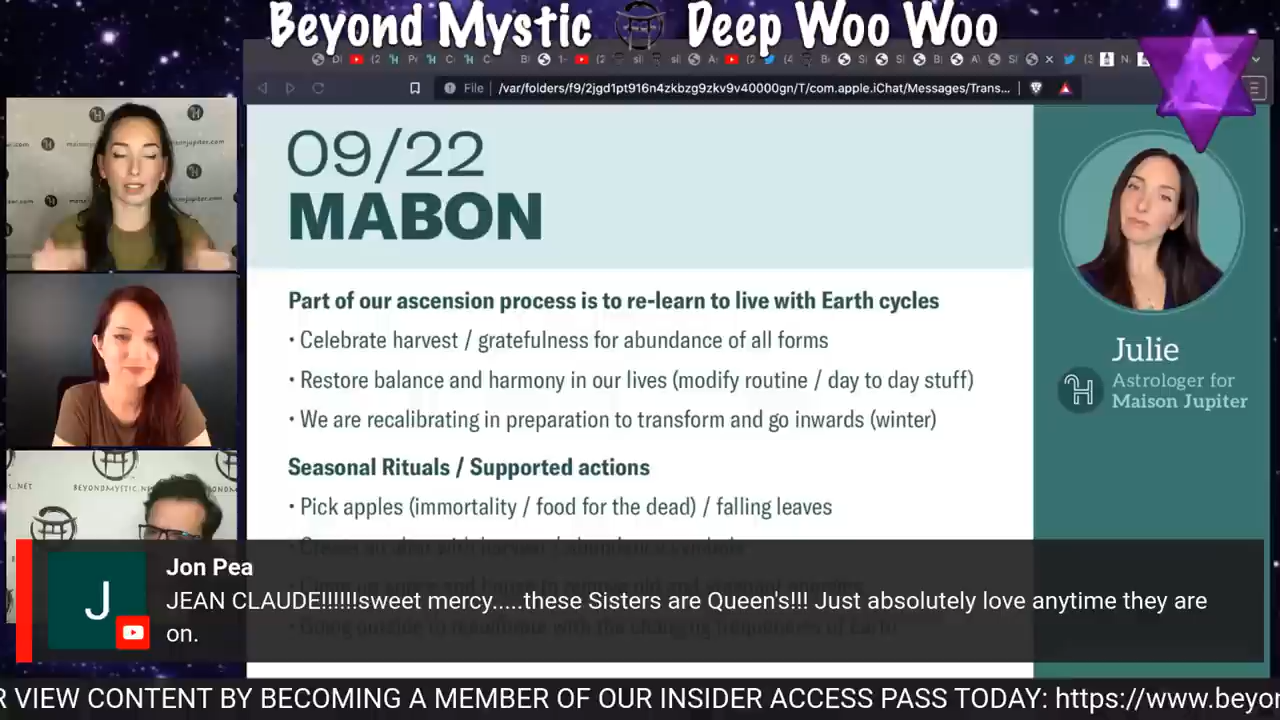 Beyond Mystic Deep Woo Woo
File /var/folders/f9/2jgd1pt916n4zkbzg9zkv9v40000gn/T/com.apple.iChat/Messages/Trans...
09/22
MABON
Part of our ascension process is to re-learn to live with Earth cycles
• Celebrate harvest / gratefulness for abundance of all forms
• Restore balance and harmony in our lives (modify routine / day to day stuff)
• We are recalibrating in preparation to transform and go inwards (winter)
Seasonal Rituals / Supported actions
• Pick apples (immortality / food for the dead) / falling leaves
Julie
Astrologer for
Maison Jupiter
BEYONDMYSTIC.N
J
Jon Pea
JEAN CLAUDE!!!!!!sweet mercy.....these Sisters are Queen's!!! Just absolutely love anytime they are
on.
R VIEW CONTENT BY BECOMING A MEMBER OF OUR INSIDER ACCESS PASS TODAY: https://www.beyon